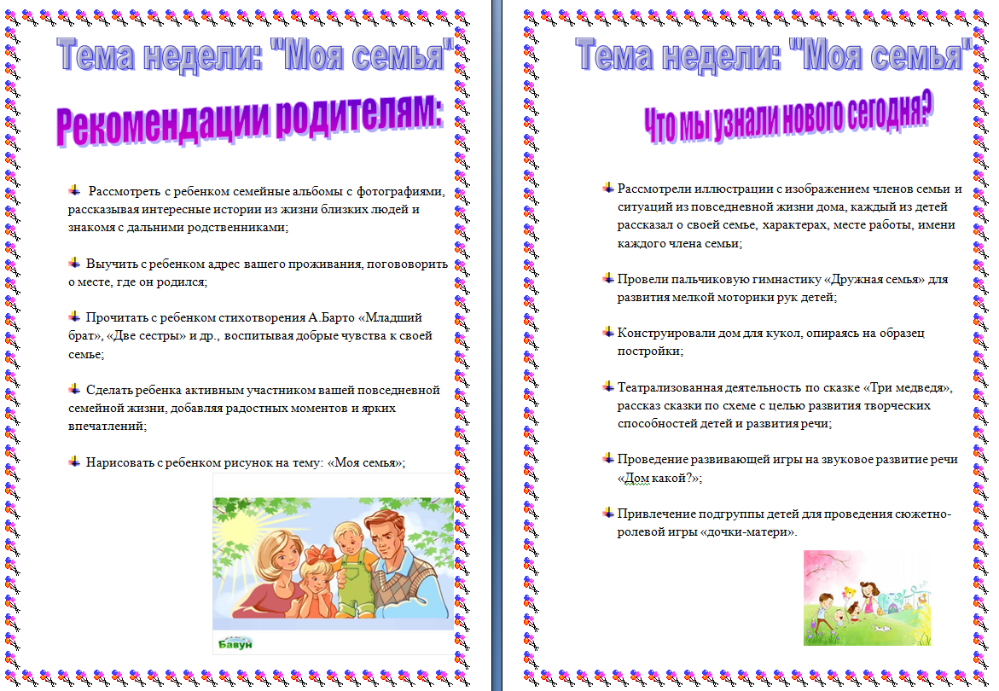 Тема недели: "Моя семья"
Рекомендации родителям:
Рассмотреть с ребенком семейные альбомы с фотографиями,
рассказывая интересные истории из жизни близких людей и
знакомя с дальними родственниками;
Выучить с ребенком адрес вашего проживания, погововорить
о месте, где он родился;
Прочитать с ребенком стихотворения А.Барто «Младший
брат», «Две сестры» и др., воспитывая добрые чувства к своей
семье;
Сделать ребенка активным участником вашей повседневной
семейной жизни, добавляя радостных моментов и ярких
впечатлений;
Нарисовать с ребенком рисунок на тему: «Моя семья»;
Бавун
Тема недели: "Моя семья"
Что мы узнали нового сегодня?
Рассмотрели иллюстрации с изображением членов семьи и
ситуаций из повседневной жизни дома, каждый из детей
рассказал о своей семье, характерах, месте работы, имени
каждого члена семьи;
Провели пальчиковую гимнастику «Дружная семья» для
развития мелкой моторики рук детей;
Конструировали дом для кукол, опираясь на образец
постройки;
Театрализованная деятельность по сказке «Три медведя»,
рассказ сказки по схеме с целью развития творческих
способностей детей и развития речи;
Проведение развивающей игры на звуковое развитие речи
«Дом какой?»;
Привлечение подгруппы детей для проведения сюжетно-
ролевой игры «дочки-матери».